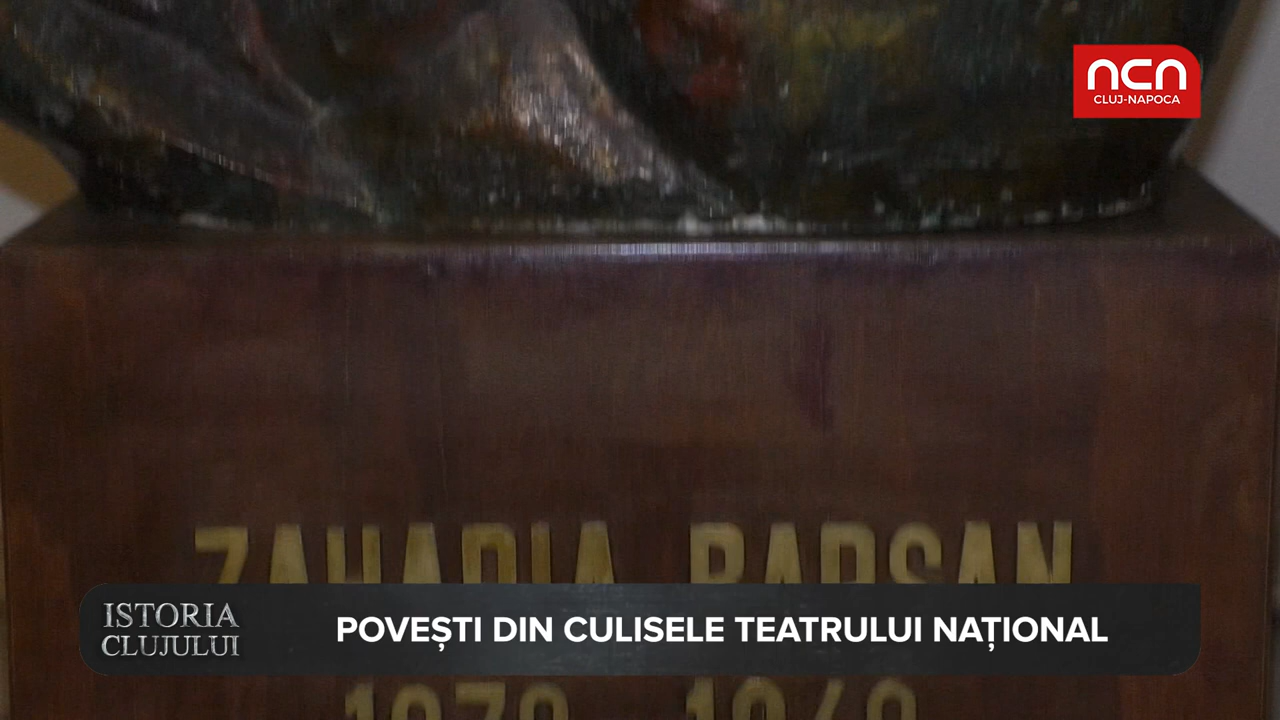 ncn
CLUJ-NAPOCA
ZAHARIA BARSAN
ISTORIA
CLUJULUI
POVEȘTI DIN CULISELE TEATRULUI NAȚIONAL